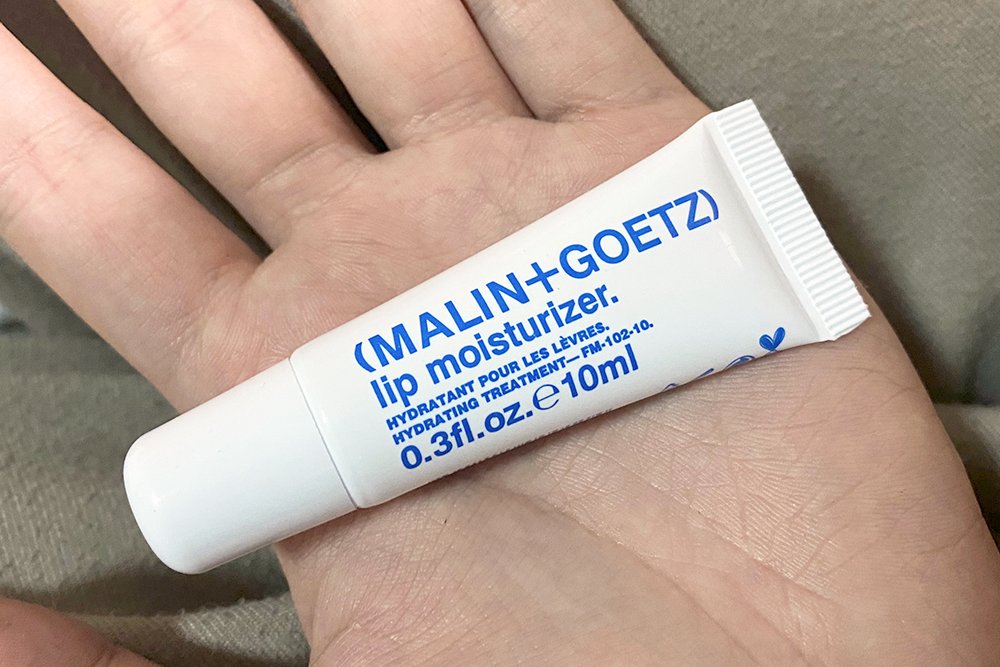 (MALIN+GOETZ)
lip moisturizer.
HYDRATANT POUR LES LÈVRES.
HYDRATING TREATMENT—FM-102-10.
0.3fl.oz.℮10ml